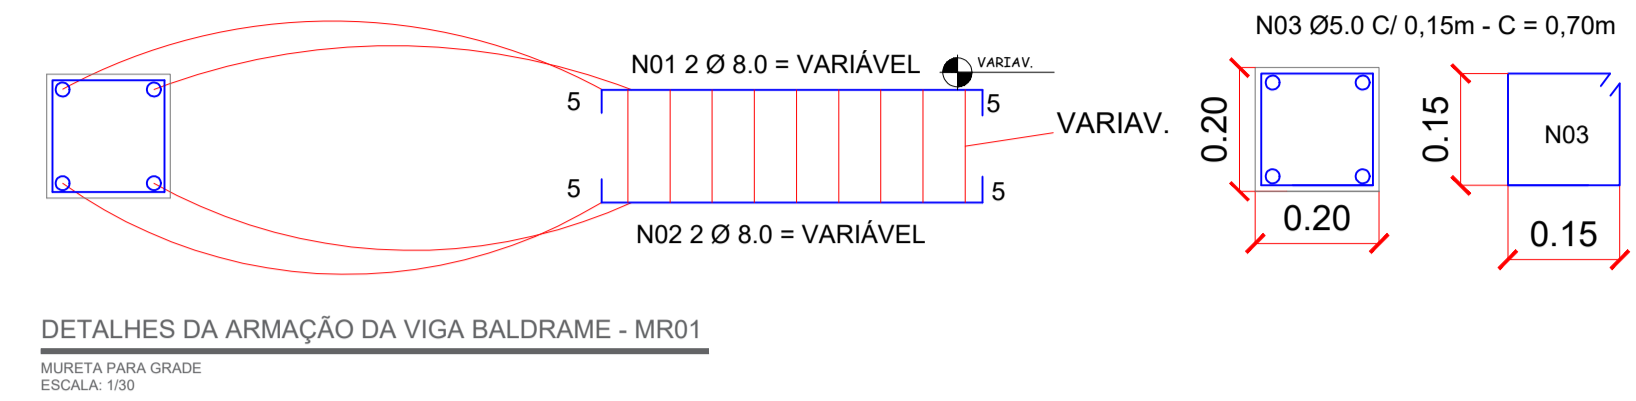 N03 Ø5.0 C/ 0,15m - C = 0,70m
N01 2 Ø 8.0 = VARIÁVEL
VARIAV.
5
5
VARIAV.
0.20
0.15
N03
5
5
N02 2 Ø 8.0 = VARIÁVEL
0.20
0.15
DETALHES DA ARMAÇÃO DA VIGA BALDRAME - MR01
MURETA PARA GRADE
ESCALA: 1/30